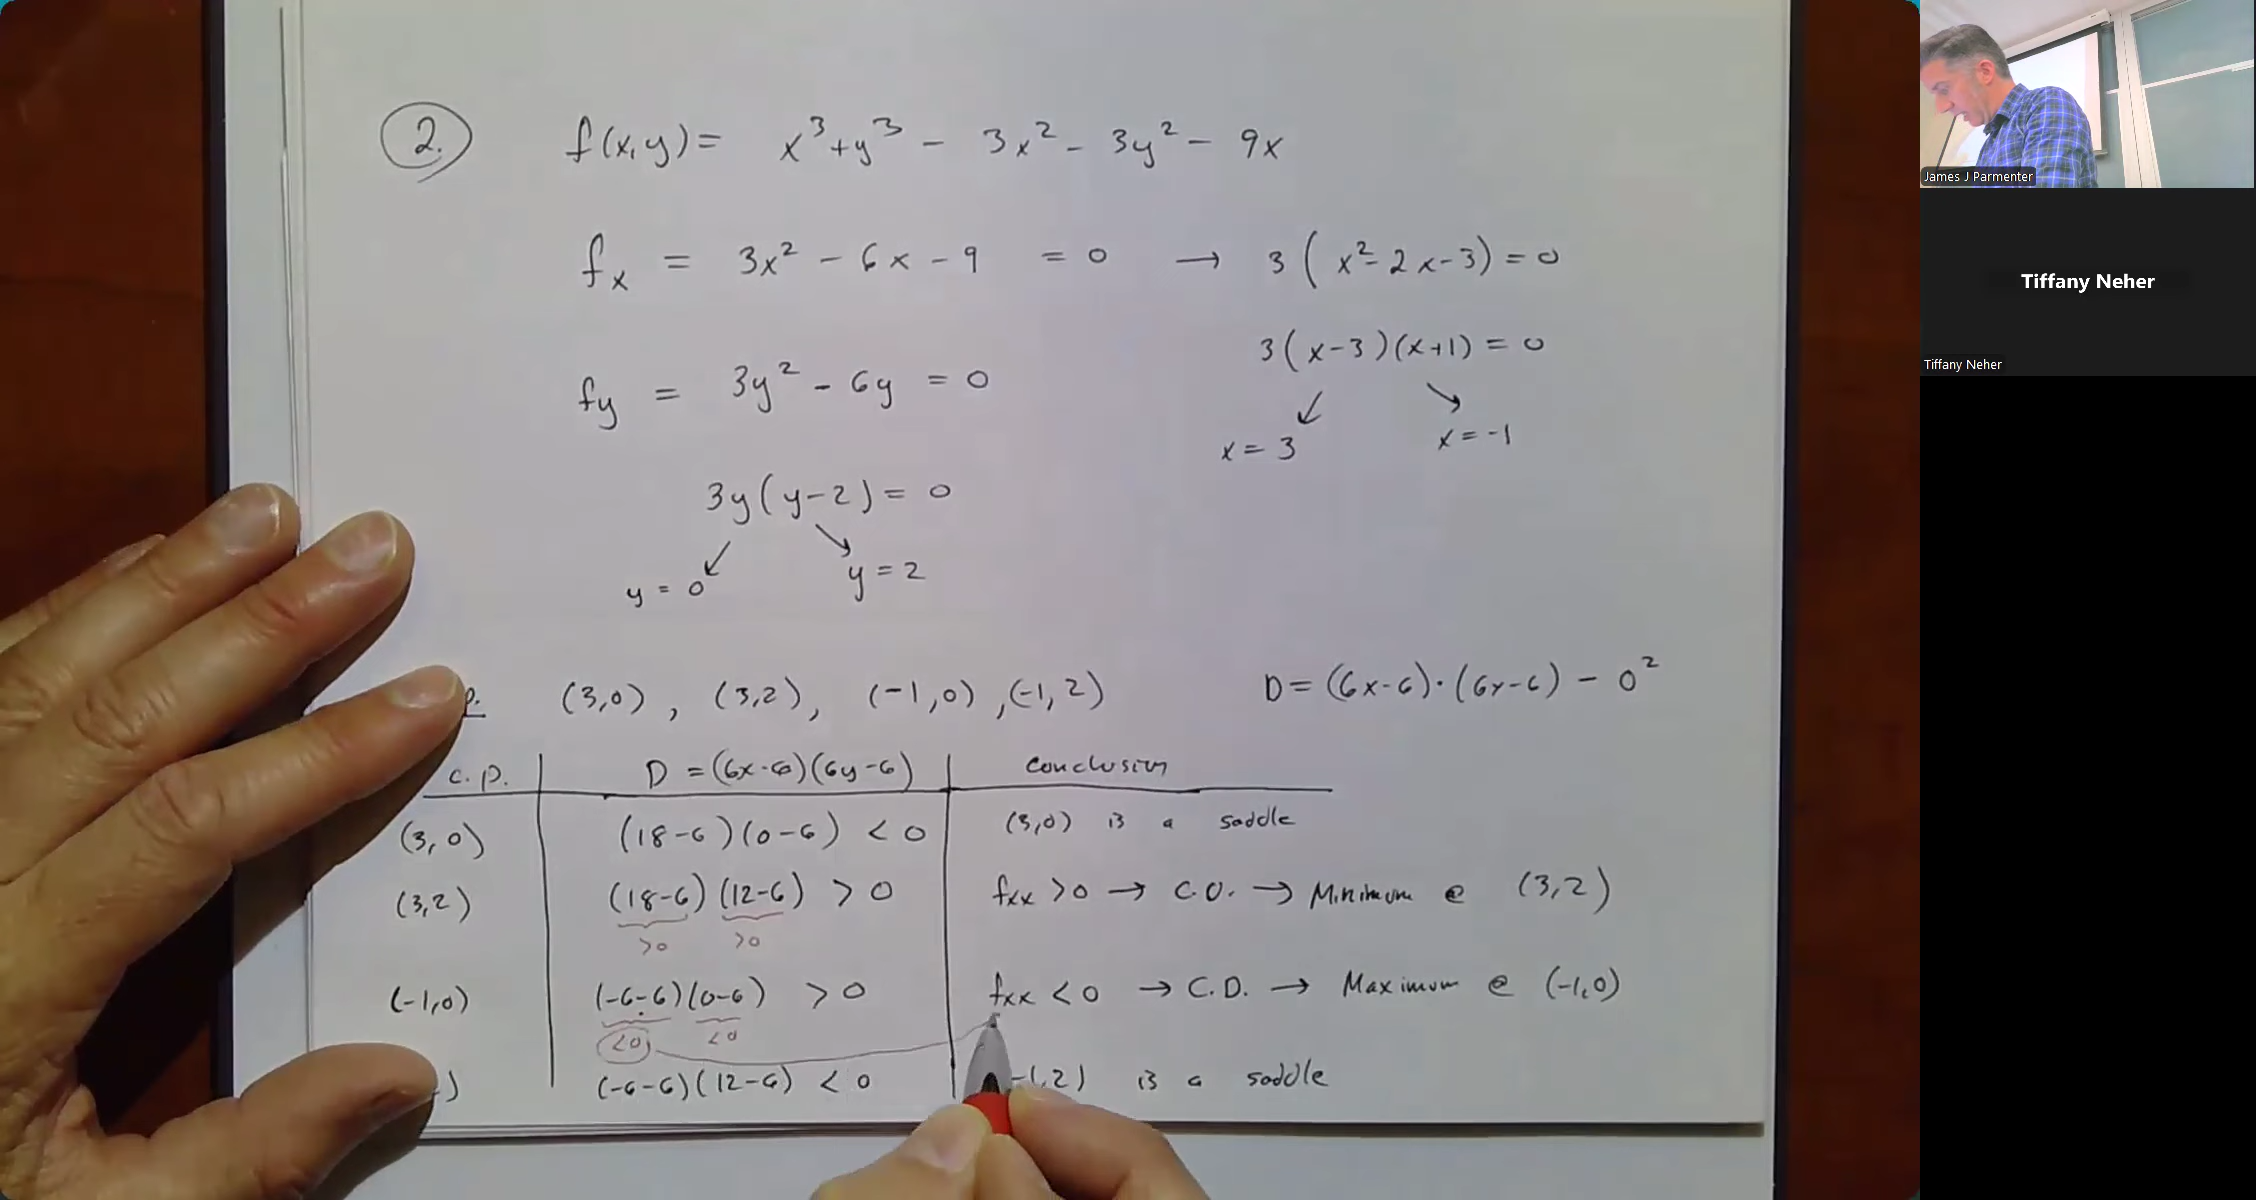 2. f(x,y) = x³+y³ - 3x² - 3y² - 9x
fx = 3x² - 6x - 9 = 0 → 3(x²-2x-3) = 0
3(x-3)(x+1) = 0
fy = 3y² - 6y = 0
x = 3 x = -1
3y(y-2) = 0
y = 0 y = 2
p. (3,0), (3,2), (-1,0), (-1,2) D = (6x-6)·(6y-6) - 0²
c.p. D = (6x-6)(6y-6) conclusion
(3,0) (18-6)(0-6) < 0 (3,0) is a saddle
(3,2) (18-6)(12-6) > 0 fxx > 0 → C.U. → Minimum @ (3,2)
>0 >0
(-1,0) (-6-6)(0-6) > 0 fxx < 0 → C.D. → Maximum @ (-1,0)
<0 <0
) (-6-6)(12-6) < 0 -1,2) is a saddle
James J Parmenter
Tiffany Neher
Tiffany Neher